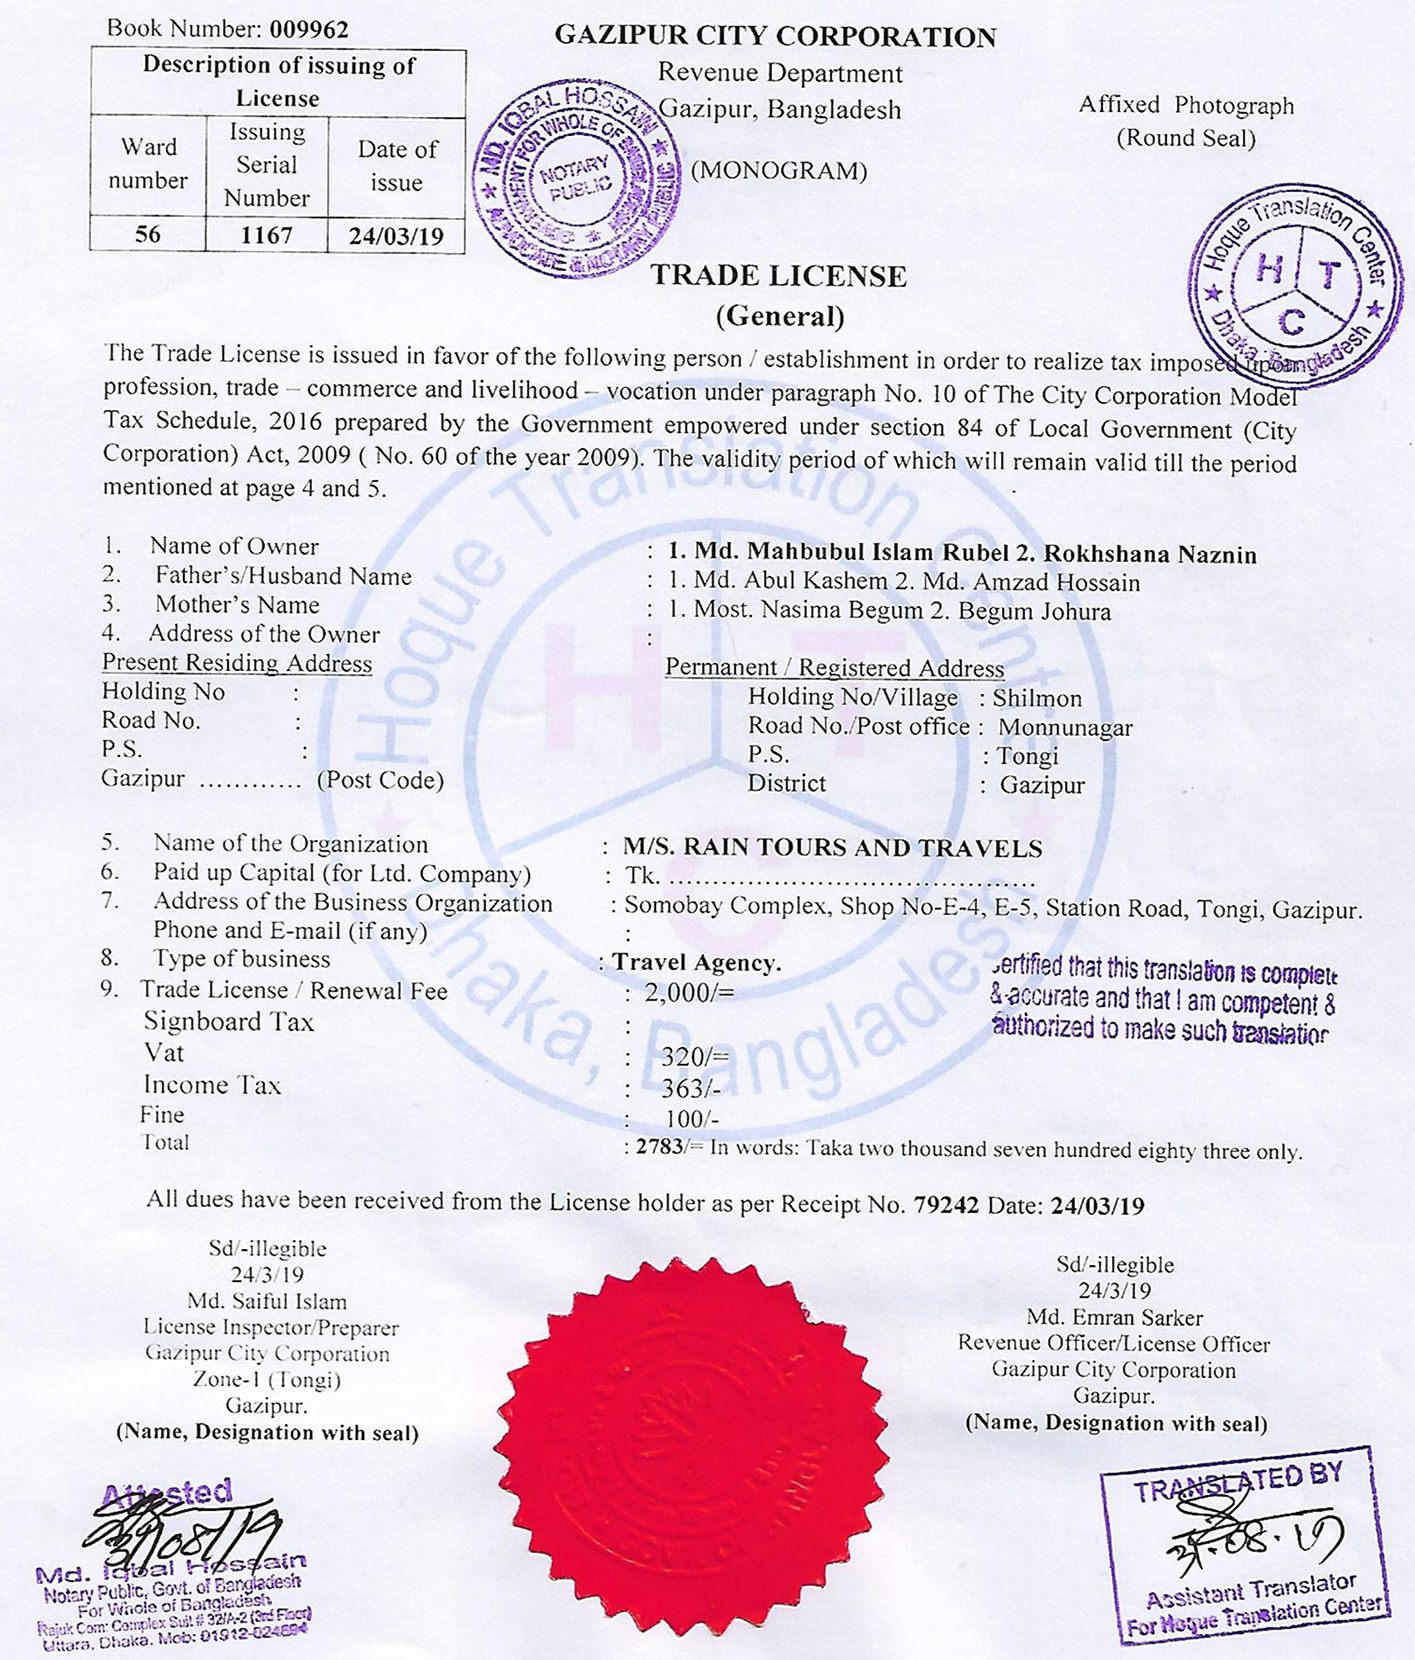 Book Number: 009962
Description of issuing of
License
Ward
number
Issuing
Serial
Number
Date of
issue
56 1167 24/03/19
GAZIPUR CITY CORPORATION
Revenue Department
Gazipur, Bangladesh
(MONOGRAM)
Affixed Photograph
(Round Seal)
MD. IQBAL HOSSAIN
ADVOCATE & NOTARY PUBLIC
NOTARY
PUBLIC
Hoque Translation Center
H T
C
Dhaka, Bangladesh
TRADE LICENSE
(General)
The Trade License is issued in favor of the following person / establishment in order to realize tax imposed upon
profession, trade – commerce and livelihood – vocation under paragraph No. 10 of The City Corporation Model
Tax Schedule, 2016 prepared by the Government empowered under section 84 of Local Government (City
Corporation) Act, 2009 ( No. 60 of the year 2009). The validity period of which will remain valid till the period
mentioned at page 4 and 5.
1. Name of Owner : 1. Md. Mahbubul Islam Rubel 2. Rokhshana Naznin
2. Father's/Husband Name : 1. Md. Abul Kashem 2. Md. Amzad Hossain
3. Mother's Name : 1. Most. Nasima Begum 2. Begum Johura
4. Address of the Owner :
Present Residing Address
Holding No :
Road No. :
P.S. :
Gazipur ............ (Post Code)
Permanent / Registered Address
Holding No/Village : Shilmon
Road No./Post office : Monnunagar
P.S. : Tongi
District : Gazipur
5. Name of the Organization : M/S. RAIN TOURS AND TRAVELS
6. Paid up Capital (for Ltd. Company) : Tk. ..........................................
7. Address of the Business Organization : Somobay Complex, Shop No-E-4, E-5, Station Road, Tongi, Gazipur.
Phone and E-mail (if any) :
8. Type of business : Travel Agency.
9. Trade License / Renewal Fee : 2,000/=
Signboard Tax :
Vat : 320/=
Income Tax : 363/-
Fine : 100/-
Total : 2783/= In words: Taka two thousand seven hundred eighty three only.
ertified that this translation is complete
& accurate and that I am competent &
authorized to make such translation
Hoque Translation Center
H T
C
Dhaka, Bangladesh
All dues have been received from the License holder as per Receipt No. 79242 Date: 24/03/19
Sd/-illegible
24/3/19
Md. Saiful Islam
License Inspector/Preparer
Gazipur City Corporation
Zone-1 (Tongi)
Gazipur.
(Name, Designation with seal)
Sd/-illegible
24/3/19
Md. Emran Sarker
Revenue Officer/License Officer
Gazipur City Corporation
Gazipur.
(Name, Designation with seal)
Attested
31/08/19
Md. Iqbal Hossain
Notary Public, Govt. of Bangladesh
For Whole of Bangladesh
Rajuk Com: Complex Suit # 32/A-2 (3rd Floor)
Uttara, Dhaka. Mob: 01912-024694
TRANSLATED BY
Assistant Translator
For Hoque Translation Center